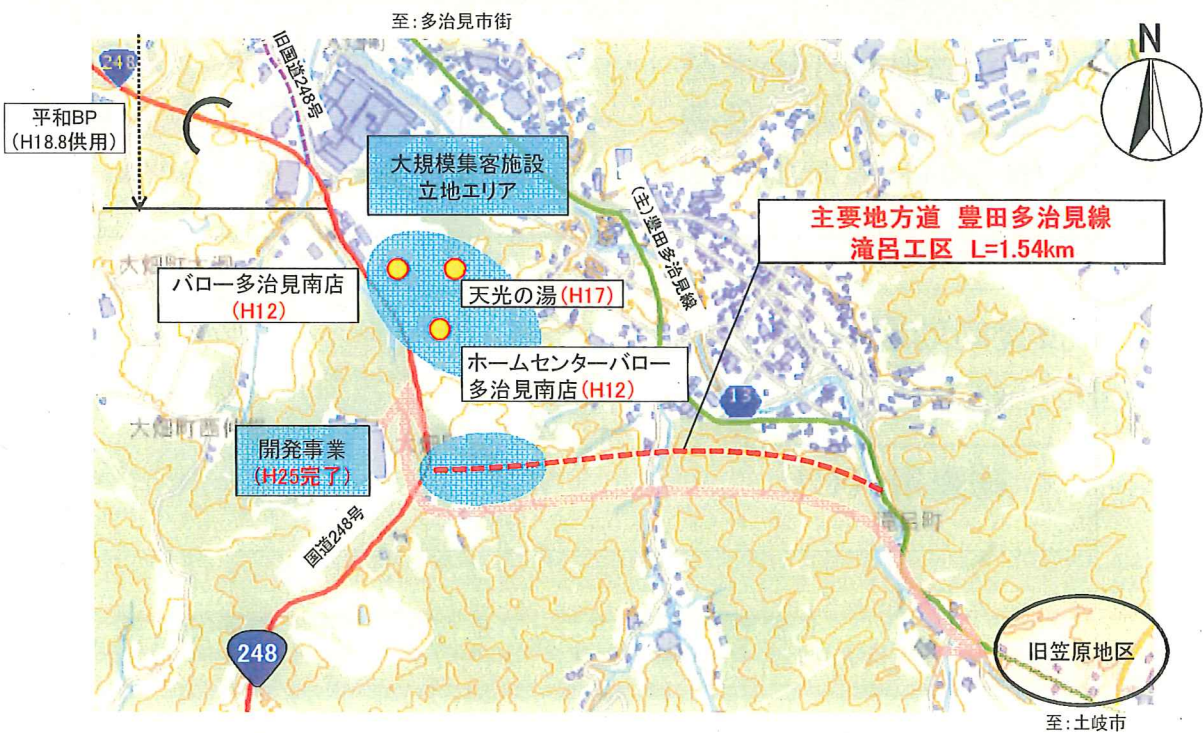 至：多治見市街
N
248
旧国道248号
平和BP
（H18.8供用）
大規模集客施設
立地エリア
(主)豊田多治見線
主要地方道 豊田多治見線
滝呂工区 L=1.54km
バロー多治見南店
(H12)
天光の湯(H17)
ホームセンターバロー
多治見南店(H12)
13
開発事業
(H25完了)
国道248号
滝呂町
248
旧笠原地区
至：土岐市